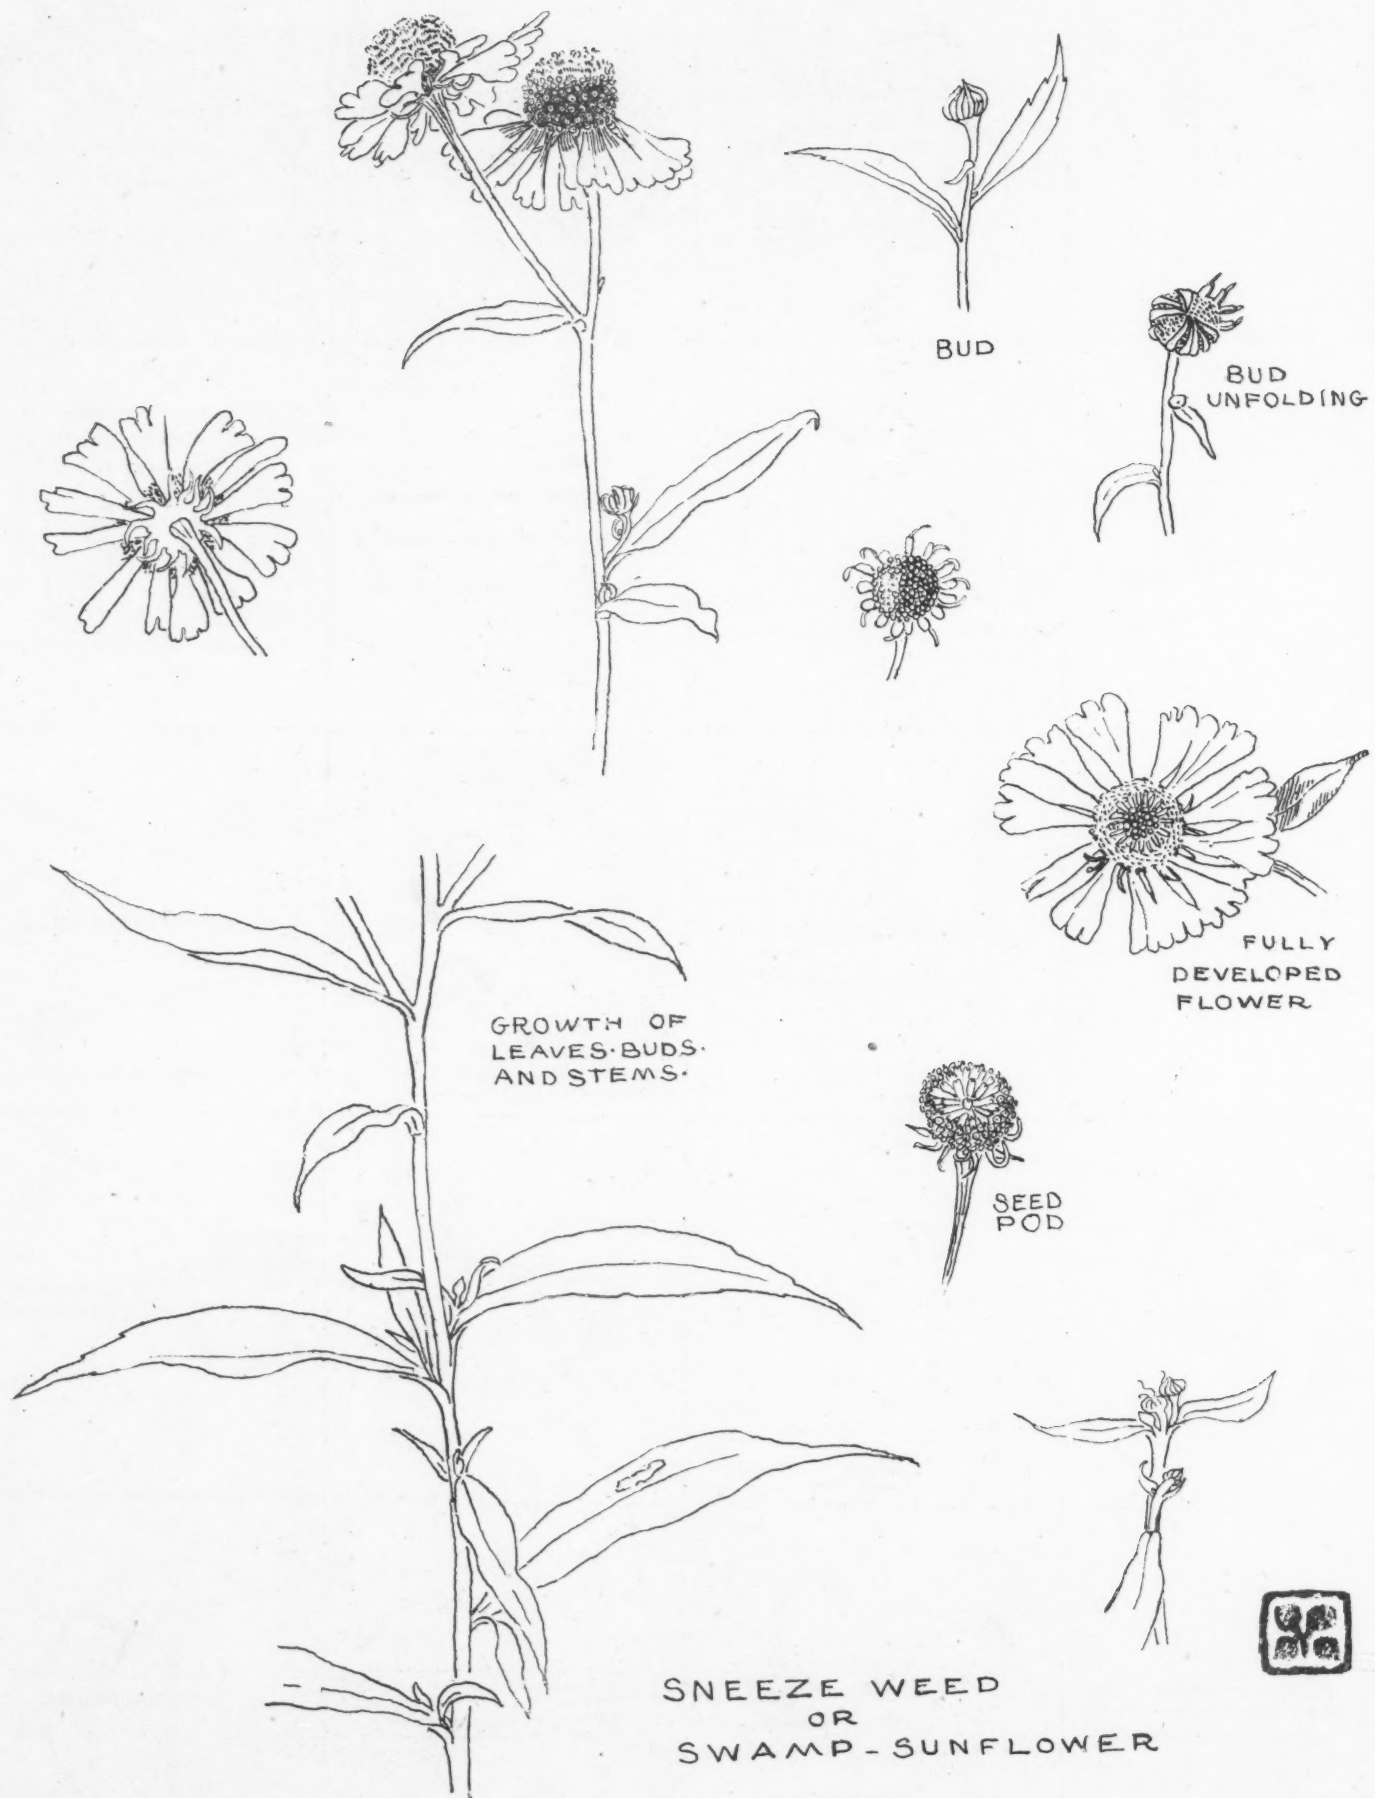 BUD
BUD
UNFOLDING
FULLY
DEVELOPED
FLOWER
GROWTH OF
LEAVES·BUDS·
AND STEMS·
SEED
POD
SNEEZE WEED
OR
SWAMP-SUNFLOWER